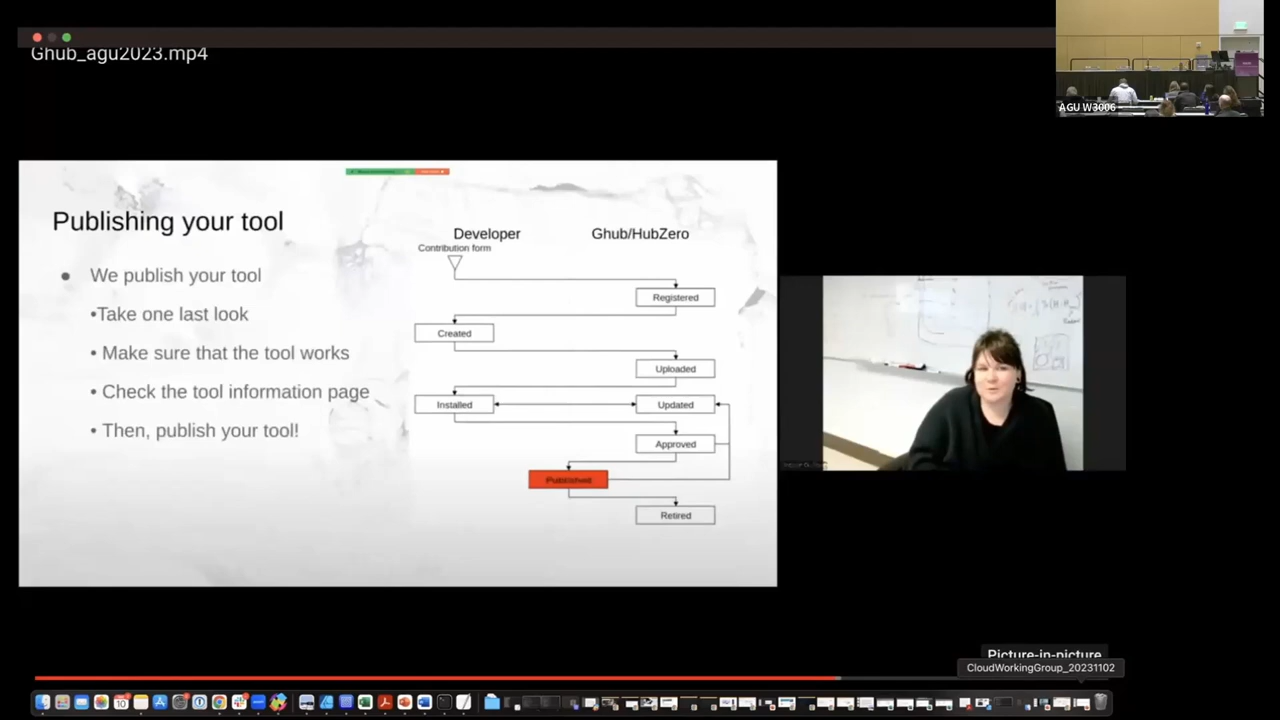 Ghub_agu2023.mp4
AGU W3006
Publishing your tool
• We publish your tool
•Take one last look
• Make sure that the tool works
• Check the tool information page
• Then, publish your tool!
Developer
Ghub/HubZero
Contribution form
Registered
Created
Uploaded
Installed
Updated
Approved
Published
Retired
Picture-in-picture
CloudWorkingGroup_20231102